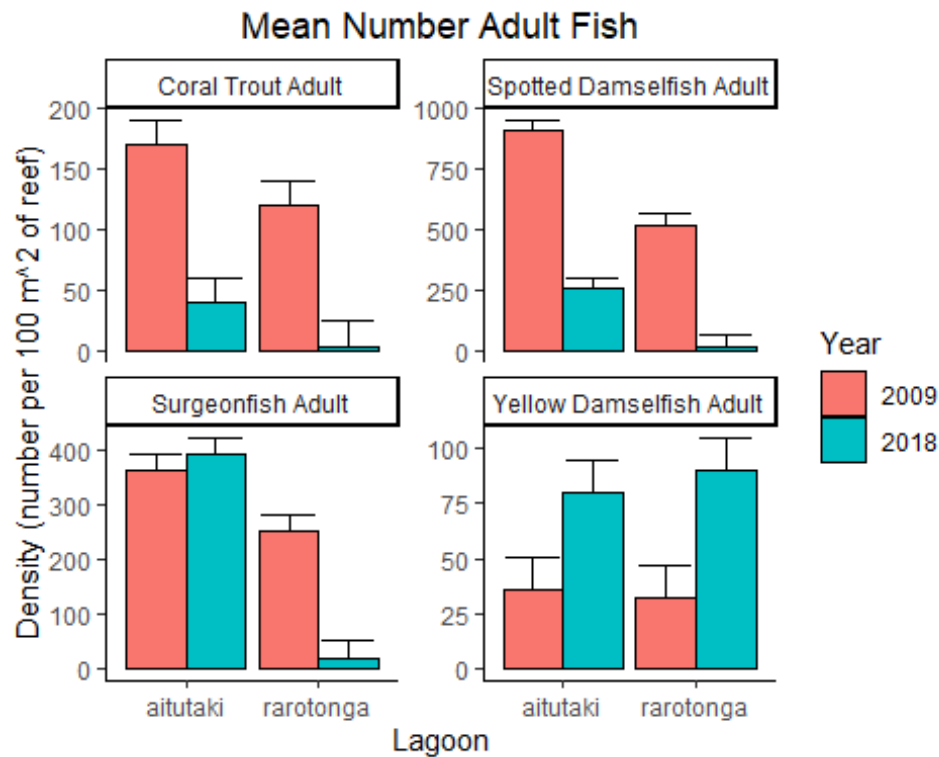 Mean Number Adult Fish
Coral Trout Adult
Spotted Damselfish Adult
200
150
100
50
0
1000
750
500
250
0
Surgeonfish Adult
Yellow Damselfish Adult
400
300
200
100
0
100
75
50
25
0
aitutaki
rarotonga
aitutaki
rarotonga
Lagoon
Density (number per 100 m^2 of reef)
Year
2009
2018